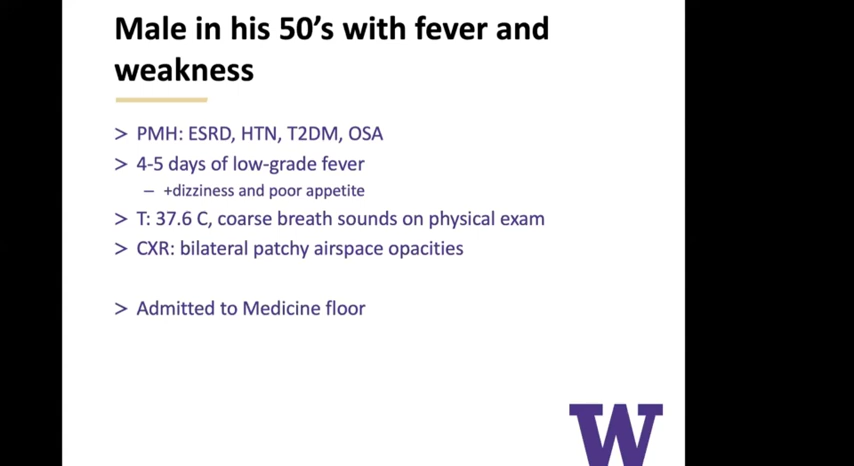 Male in his 50's with fever and
weakness
> PMH: ESRD, HTN, T2DM, OSA
> 4-5 days of low-grade fever
– +dizziness and poor appetite
> T: 37.6 C, coarse breath sounds on physical exam
> CXR: bilateral patchy airspace opacities
> Admitted to Medicine floor
W